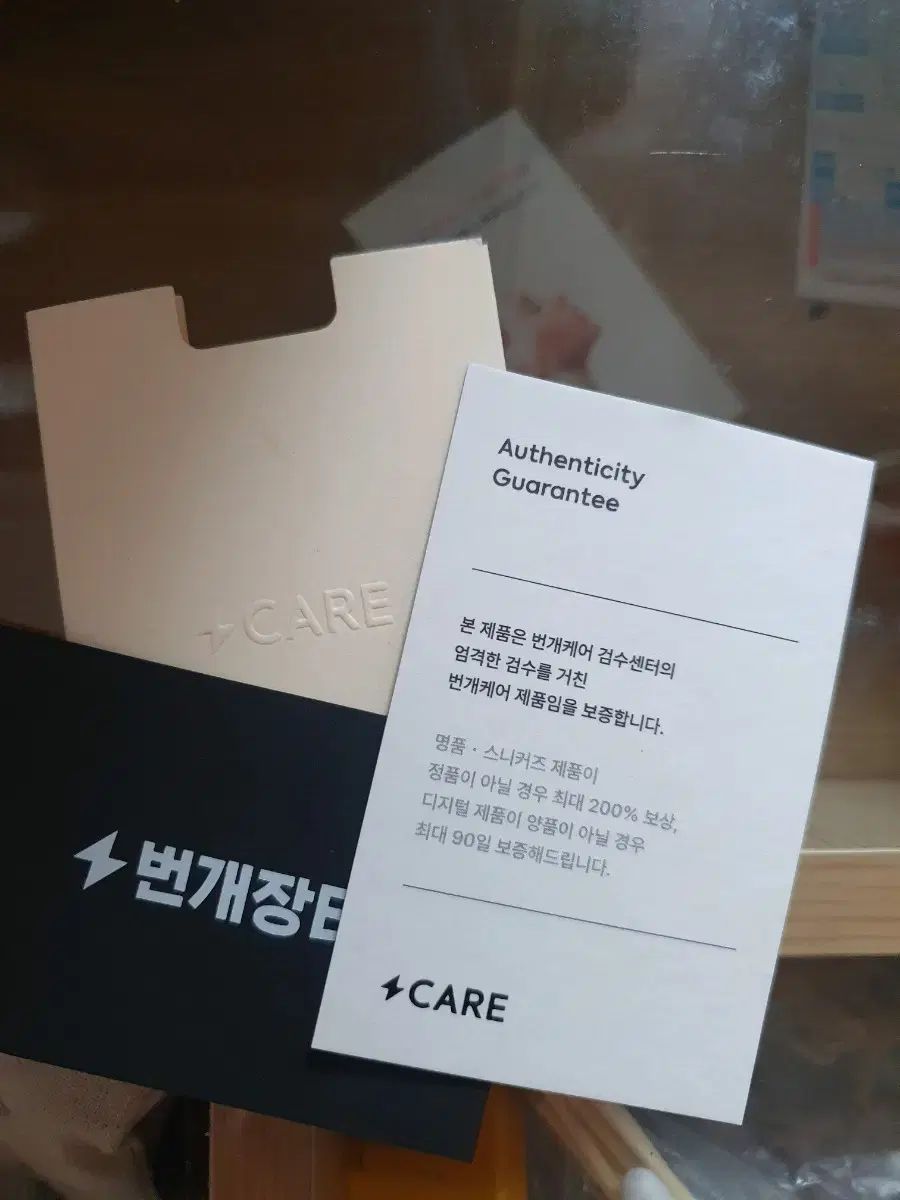 CARE
Authenticity
Guarantee
본 제품은 번개케어 검수센터의
엄격한 검수를 거친
번개케어 제품임을 보증합니다.
명품 · 스니커즈 제품이
정품이 아닐 경우 최대 200% 보상,
디지털 제품이 양품이 아닐 경우
최대 90일 보증해드립니다.
CARE
번개장터